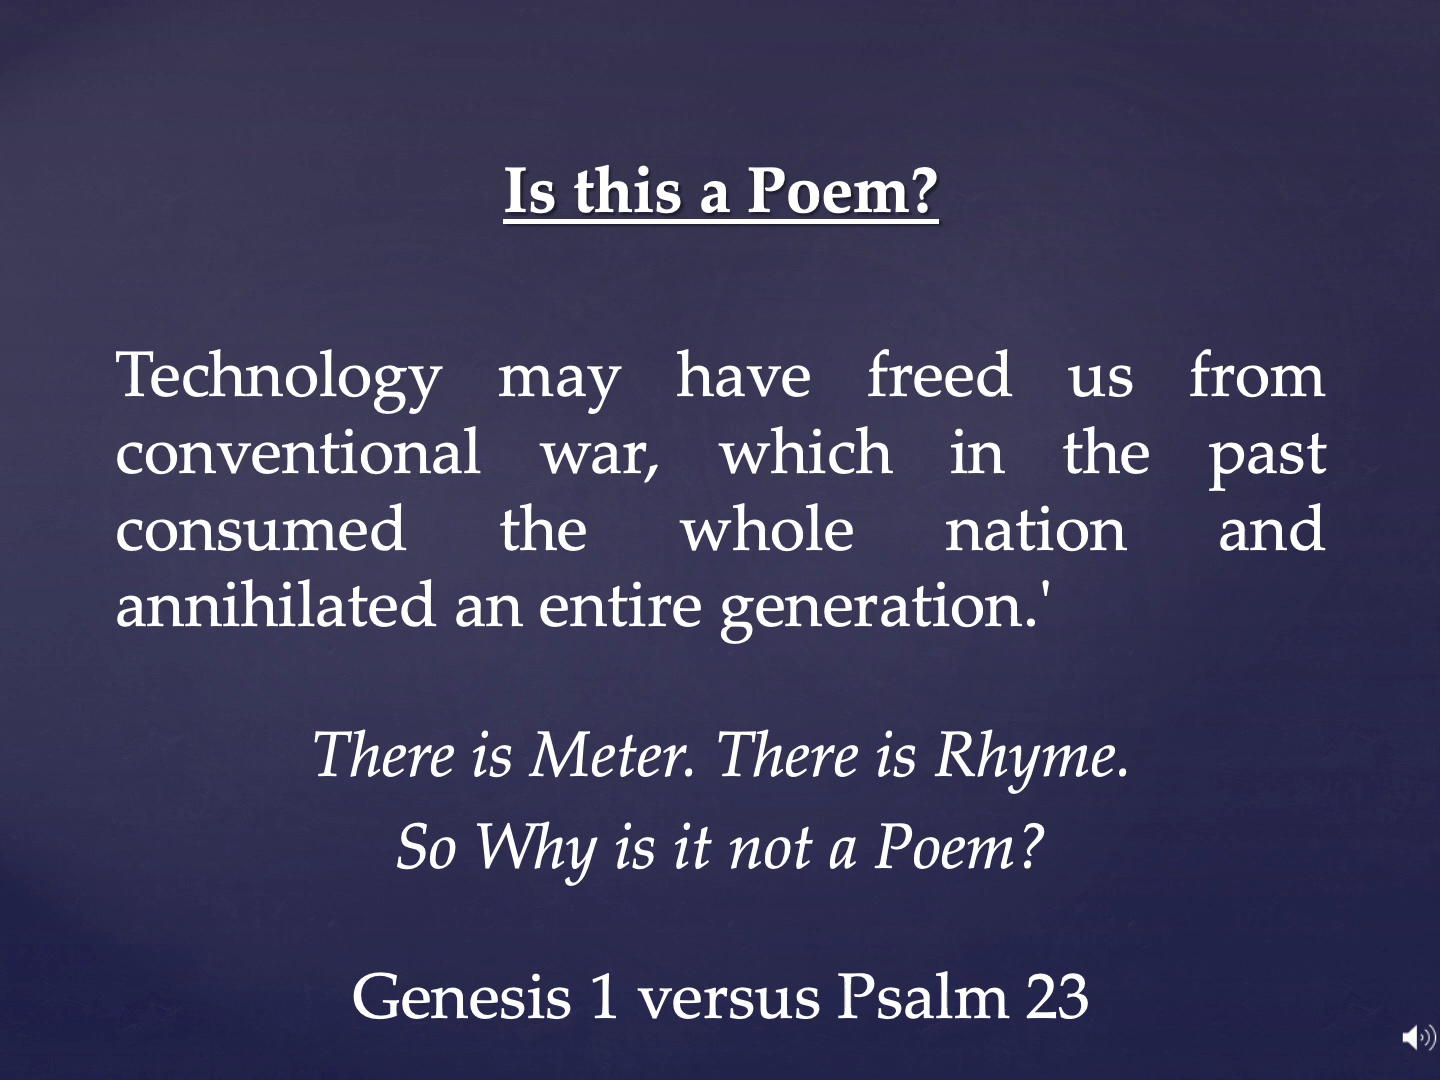 Is this a Poem?
Technology may have freed us from
conventional war, which in the past
consumed the whole nation and
annihilated an entire generation.'
There is Meter. There is Rhyme.
So Why is it not a Poem?
Genesis 1 versus Psalm 23